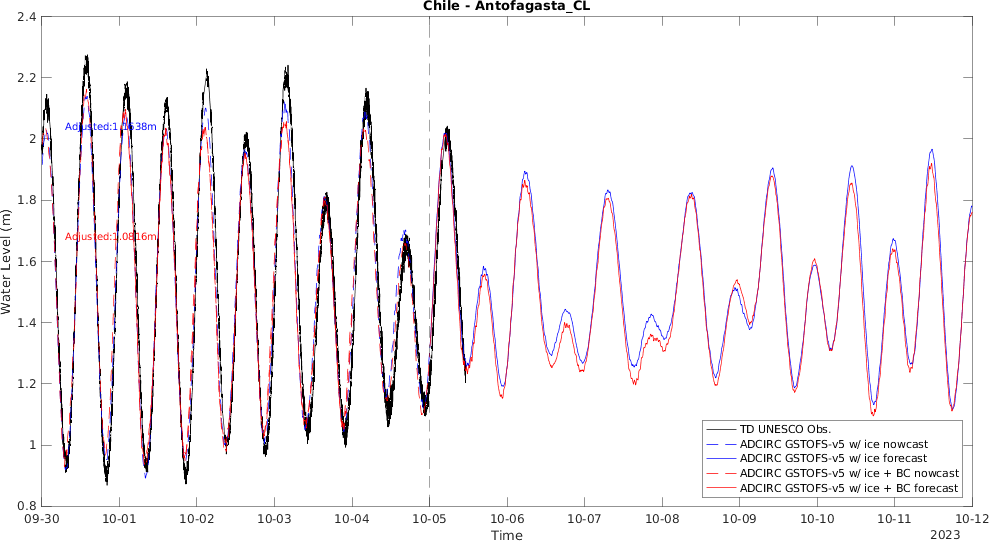 Chile - Antofagasta_CL
2.4
2.2
2
1.8
1.6
1.4
1.2
1
0.8
Water Level (m)
Adjusted:1.0816m
TD UNESCO Obs.
ADCIRC GSTOFS-v5 w/ ice nowcast
ADCIRC GSTOFS-v5 w/ ice forecast
ADCIRC GSTOFS-v5 w/ ice + BC nowcast
ADCIRC GSTOFS-v5 w/ ice + BC forecast
09-30 10-01 10-02 10-03 10-04 10-05 10-06 10-07 10-08 10-09 10-10 10-11 10-12
Time
2023